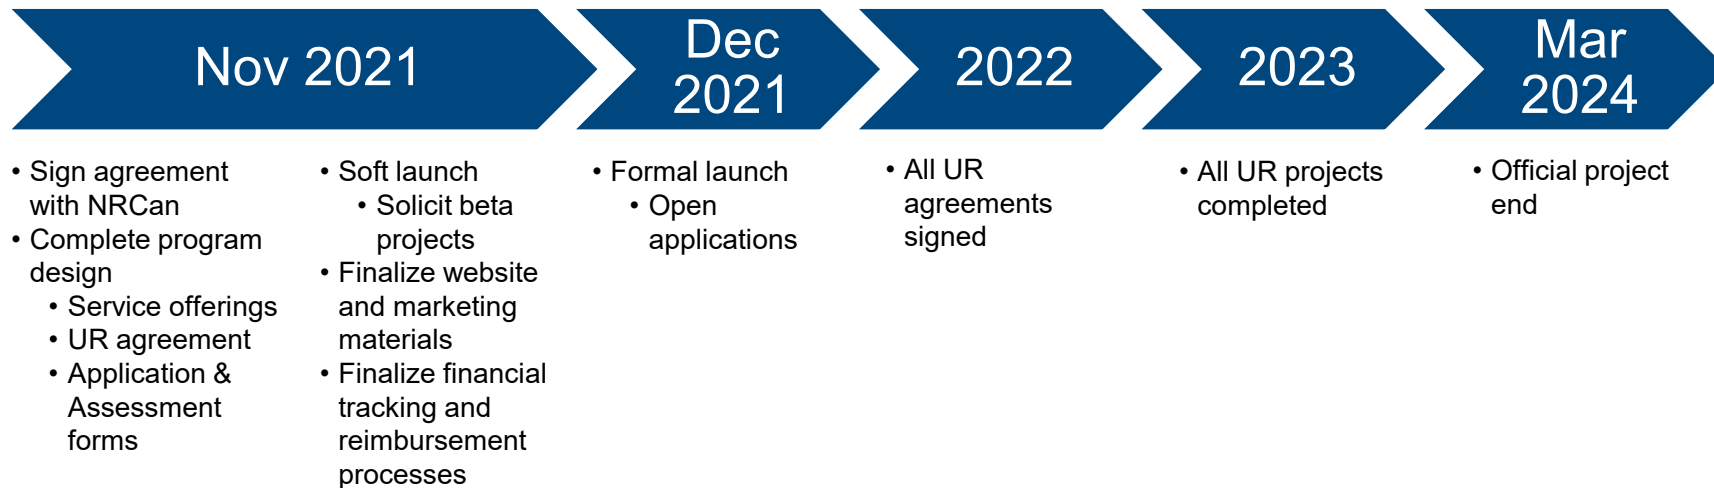 Nov 2021
Dec
2021
2022
2023
Mar
2024
• Sign agreement
with NRCan
• Complete program
design
• Service offerings
• UR agreement
• Application &
Assessment
forms
• Soft launch
• Solicit beta
projects
• Finalize website
and marketing
materials
• Finalize financial
tracking and
reimbursement
processes
• Formal launch
• Open
applications
• All UR
agreements
signed
• All UR projects
completed
• Official project
end